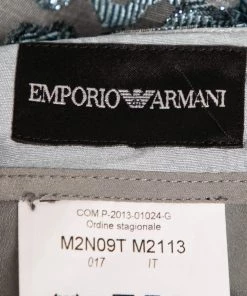 EMPORIO ARMANI
COM P-2013-01024-G
Ordine stagionale
M2N09T M2113
017 IT